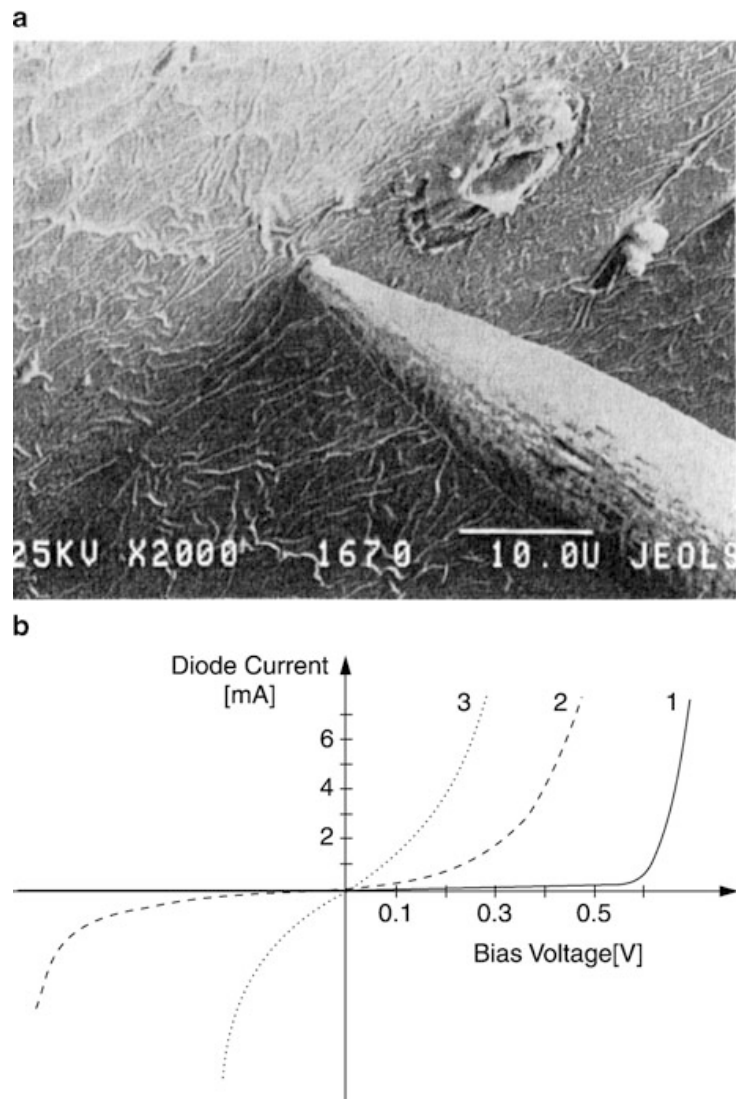 a
25KV X2000 1670 10.0U JEOLS
b
Diode Current
[mA]
3 2 1
6
4
2
0.1 0.3 0.5
Bias Voltage[V]